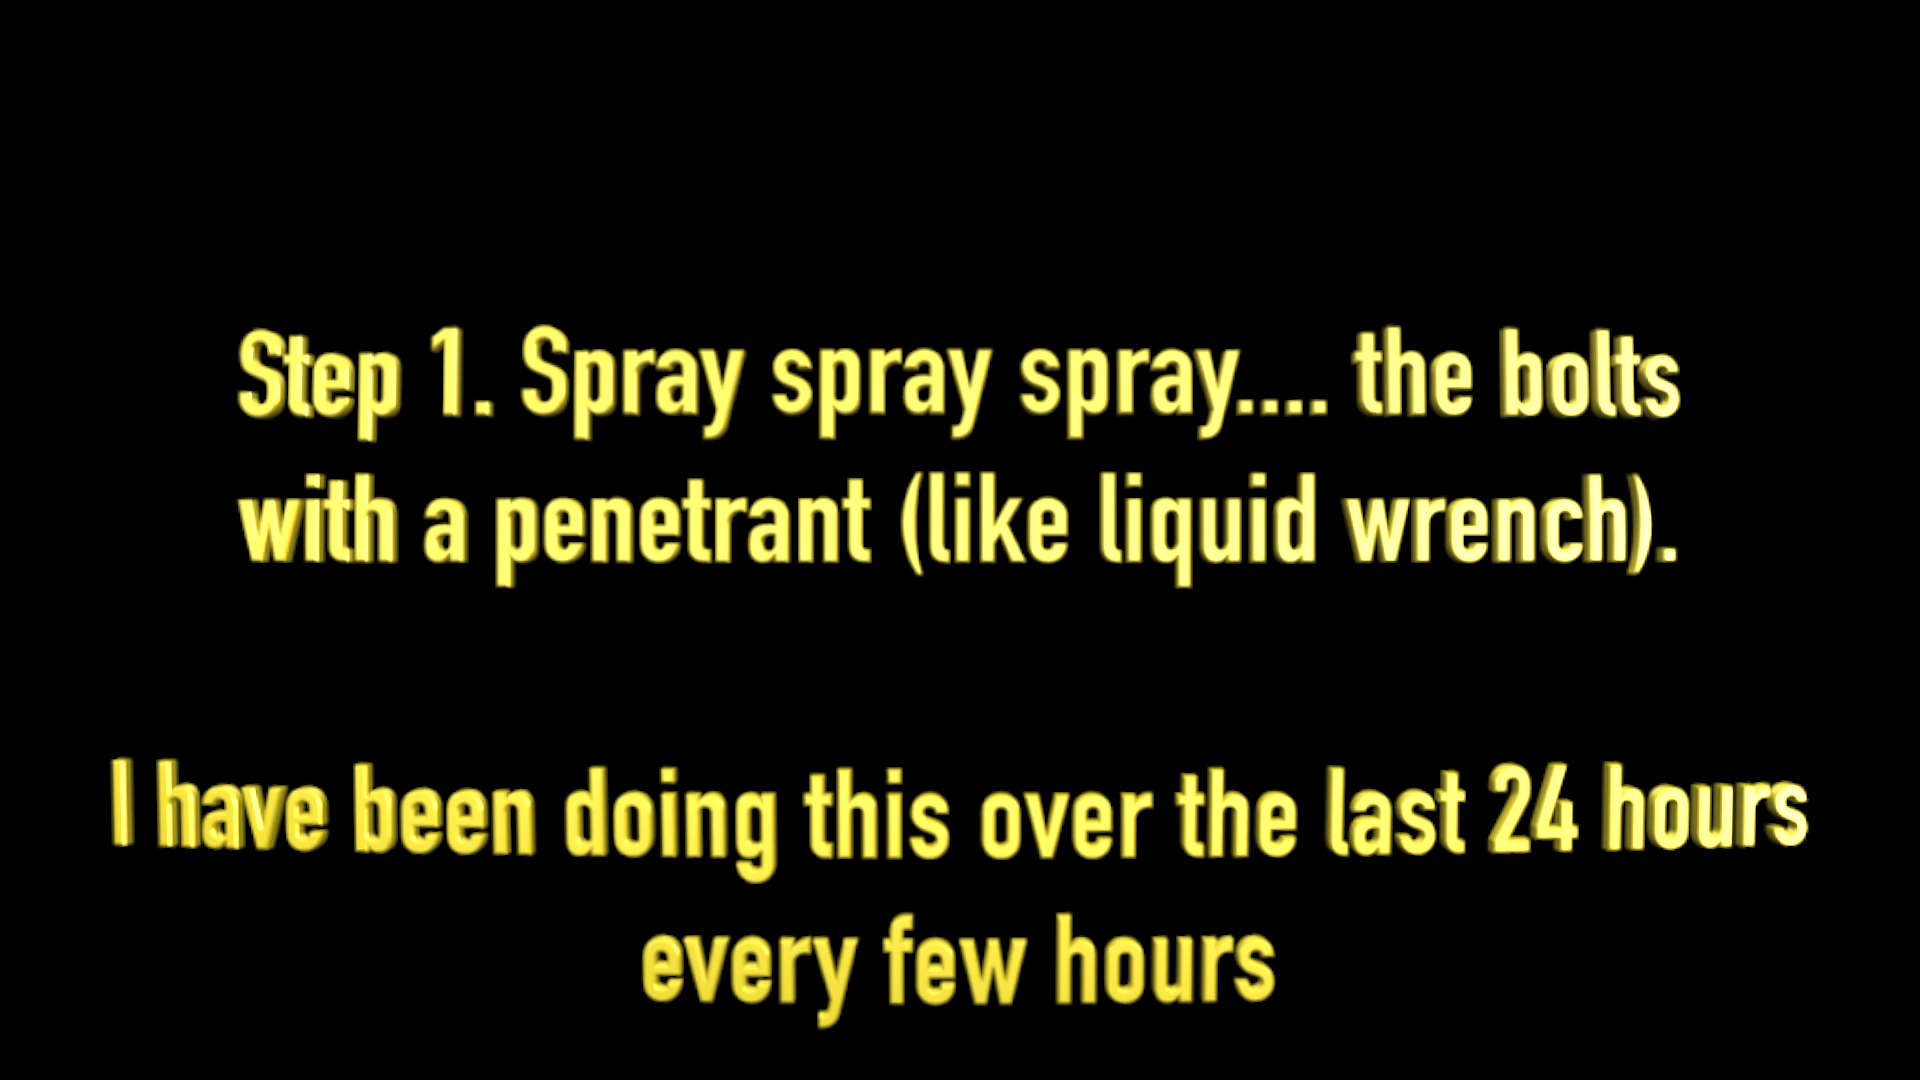 Step 1. Spray spray spray.... the bolts
with a penetrant (like liquid wrench).
I have been doing this over the last 24 hours
every few hours